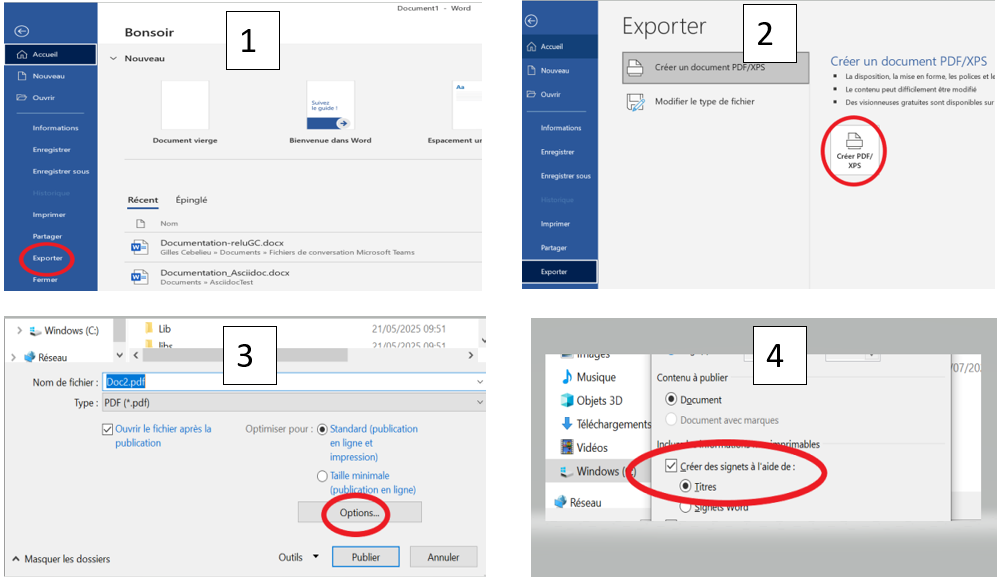 Document1 - Word
1
Bonsoir
Accueil
Nouveau
Nouveau
Ouvrir
Suivez
le guide !
Aa
Informations
Document vierge
Bienvenue dans Word
Espacement
Enregistrer
Enregistrer sous
Historique
Récent
Épinglé
Imprimer
Nom
Partager
Documentation-reluGC.docx
Exporter
Gilles Cebelieu » Documents » Fichiers de conversation Microsoft Teams
Fermer
Documentation_Asciidoc.docx
Documents » AsciidocTest
2
Exporter
Accueil
Créer un document PDF/XPS
Créer un document PDF/XPS
Nouveau
La disposition, la mise en forme, les polices et
Le contenu peut difficilement être modifié
Ouvrir
Modifier le type de fichier
Des visionneuses gratuites sont disponibles sur
Informations
Enregistrer
Créer PDF/
XPS
Enregistrer sous
Historique
Imprimer
Partager
Exporter
3
Windows (C:)
Lib
21/05/2025 09:51
libs
21/05/2025 09:51
Réseau
Nom de fichier :
Doc2.pdf
Type :
PDF (*.pdf)
Ouvrir le fichier après la
publication
Optimiser pour :
Standard (publication
en ligne et
impression)
Taille minimale
(publication en ligne)
Options...
Masquer les dossiers
Outils
Publier
Annuler
4
Images
Musique
Objets 3D
Téléchargements
Vidéos
Windows
Réseau
Contenu à publier
Document
Document avec marques
Créer des signets à l'aide de :
Titres
Signets Word